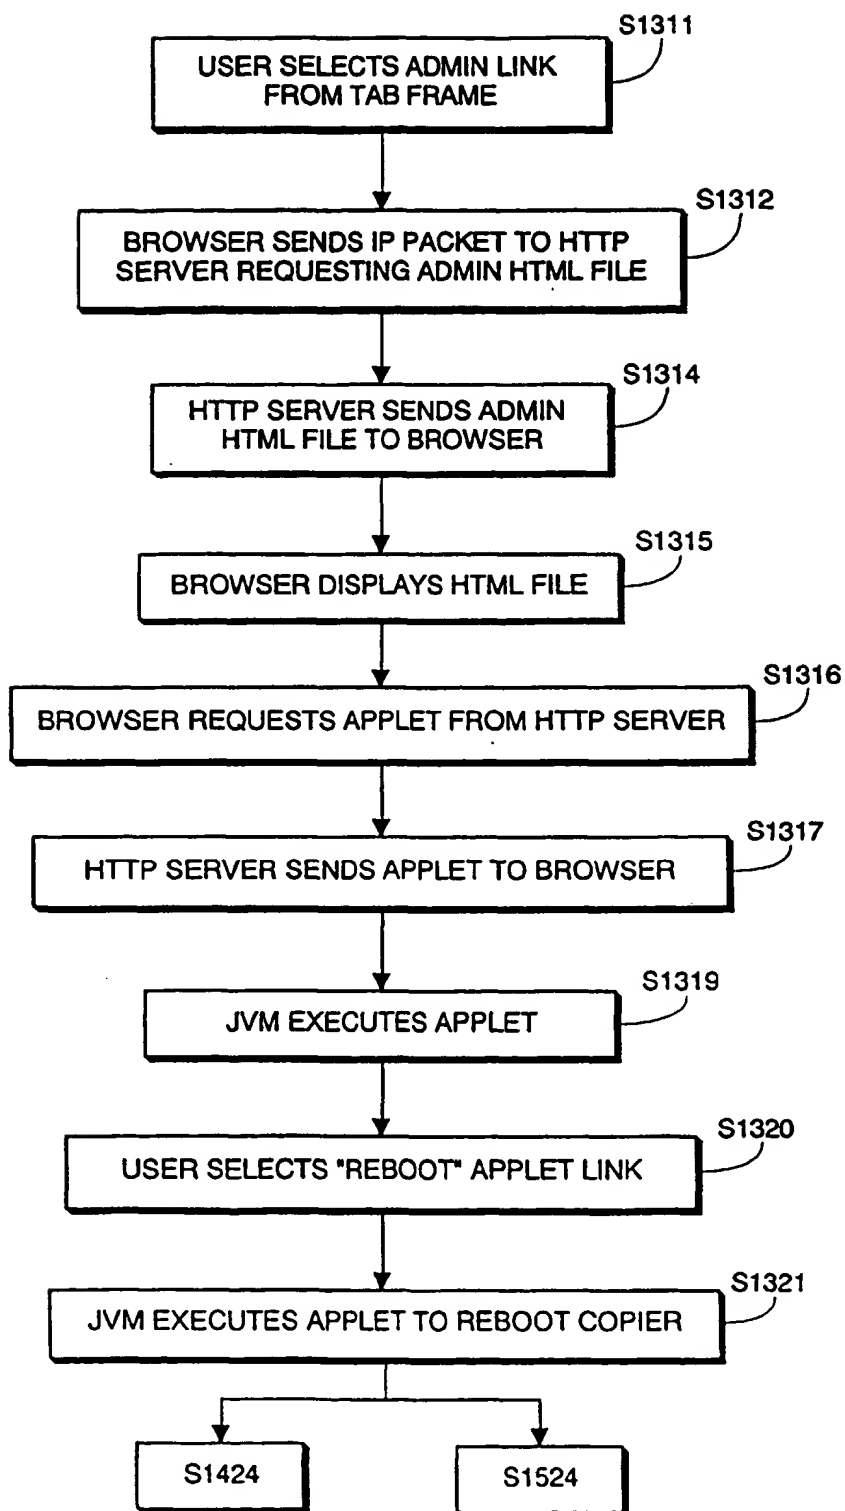 S1311
USER SELECTS ADMIN LINK
FROM TAB FRAME
S1312
BROWSER SENDS IP PACKET TO HTTP
SERVER REQUESTING ADMIN HTML FILE
S1314
HTTP SERVER SENDS ADMIN
HTML FILE TO BROWSER
S1315
BROWSER DISPLAYS HTML FILE
S1316
BROWSER REQUESTS APPLET FROM HTTP SERVER
S1317
HTTP SERVER SENDS APPLET TO BROWSER
S1319
JVM EXECUTES APPLET
S1320
USER SELECTS "REBOOT" APPLET LINK
S1321
JVM EXECUTES APPLET TO REBOOT COPIER
S1424
S1524